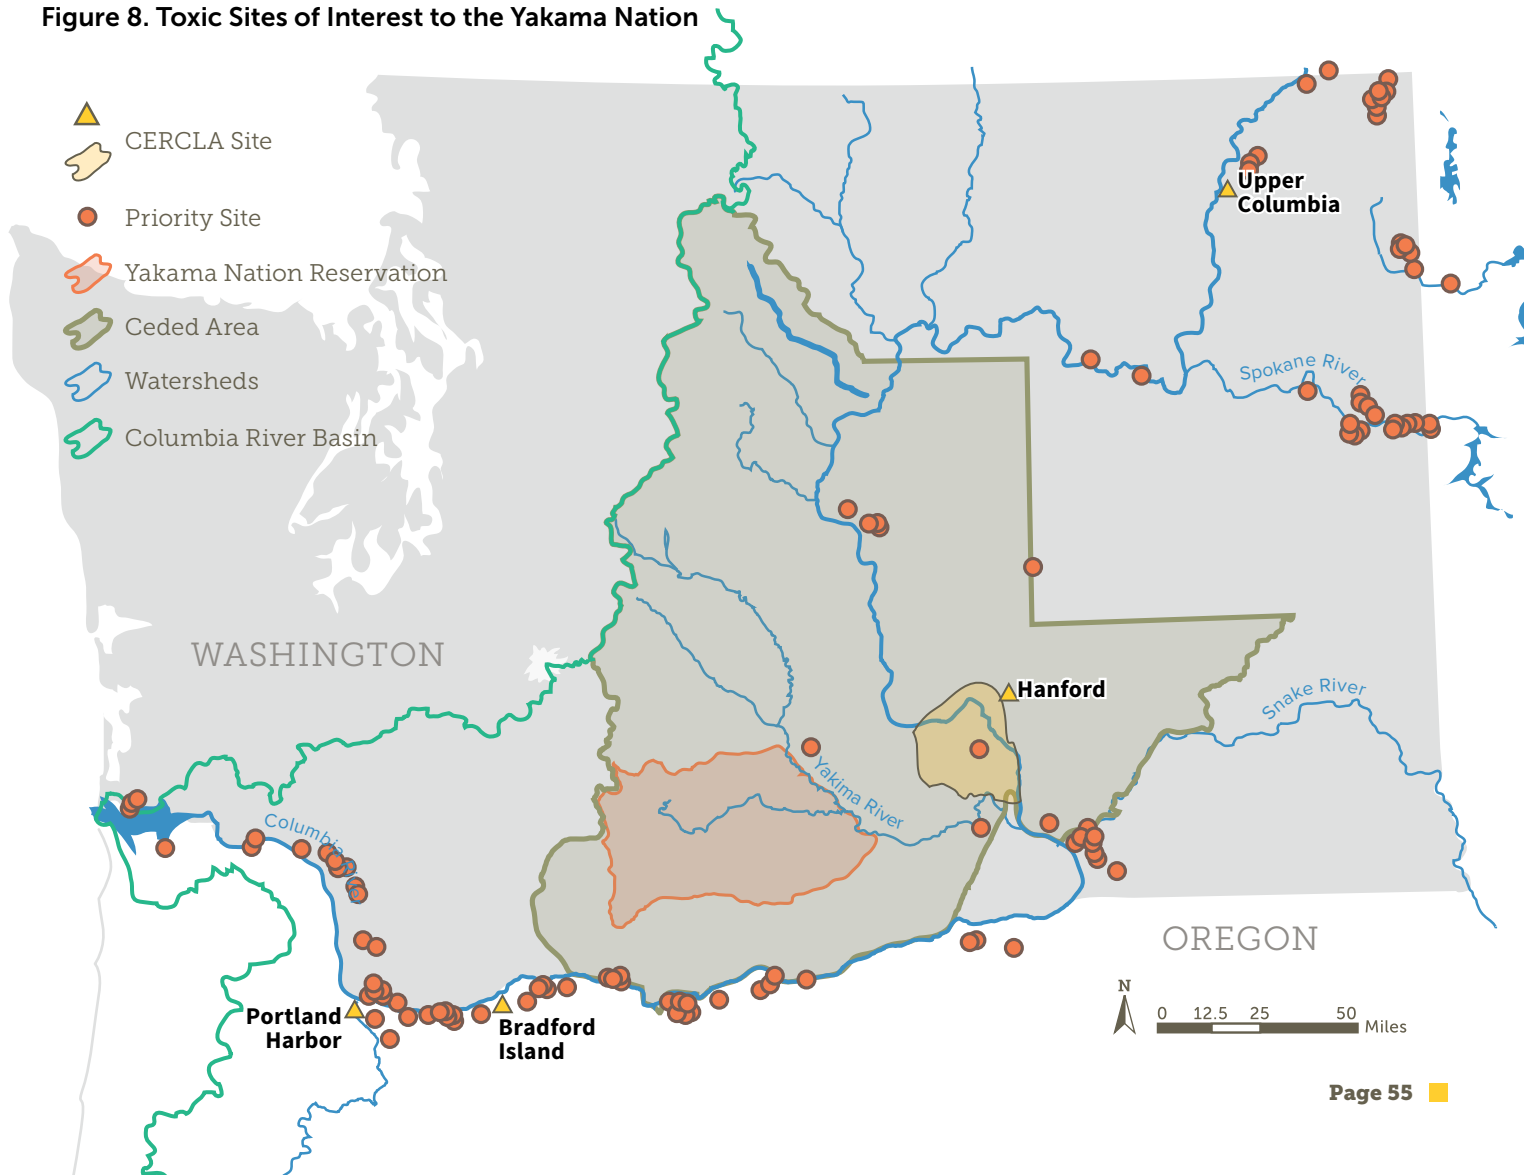 Figure 8. Toxic Sites of Interest to the Yakama Nation
CERCLA Site
Priority Site
Yakama Nation Reservation
Ceded Area
Watersheds
Columbia River Basin
Upper
Columbia
Spokane River
WASHINGTON
Hanford
Snake River
Yakima River
Columbia
OREGON
Portland
Harbor
Bradford
Island
N
0 12.5 25 50
Miles
Page 55